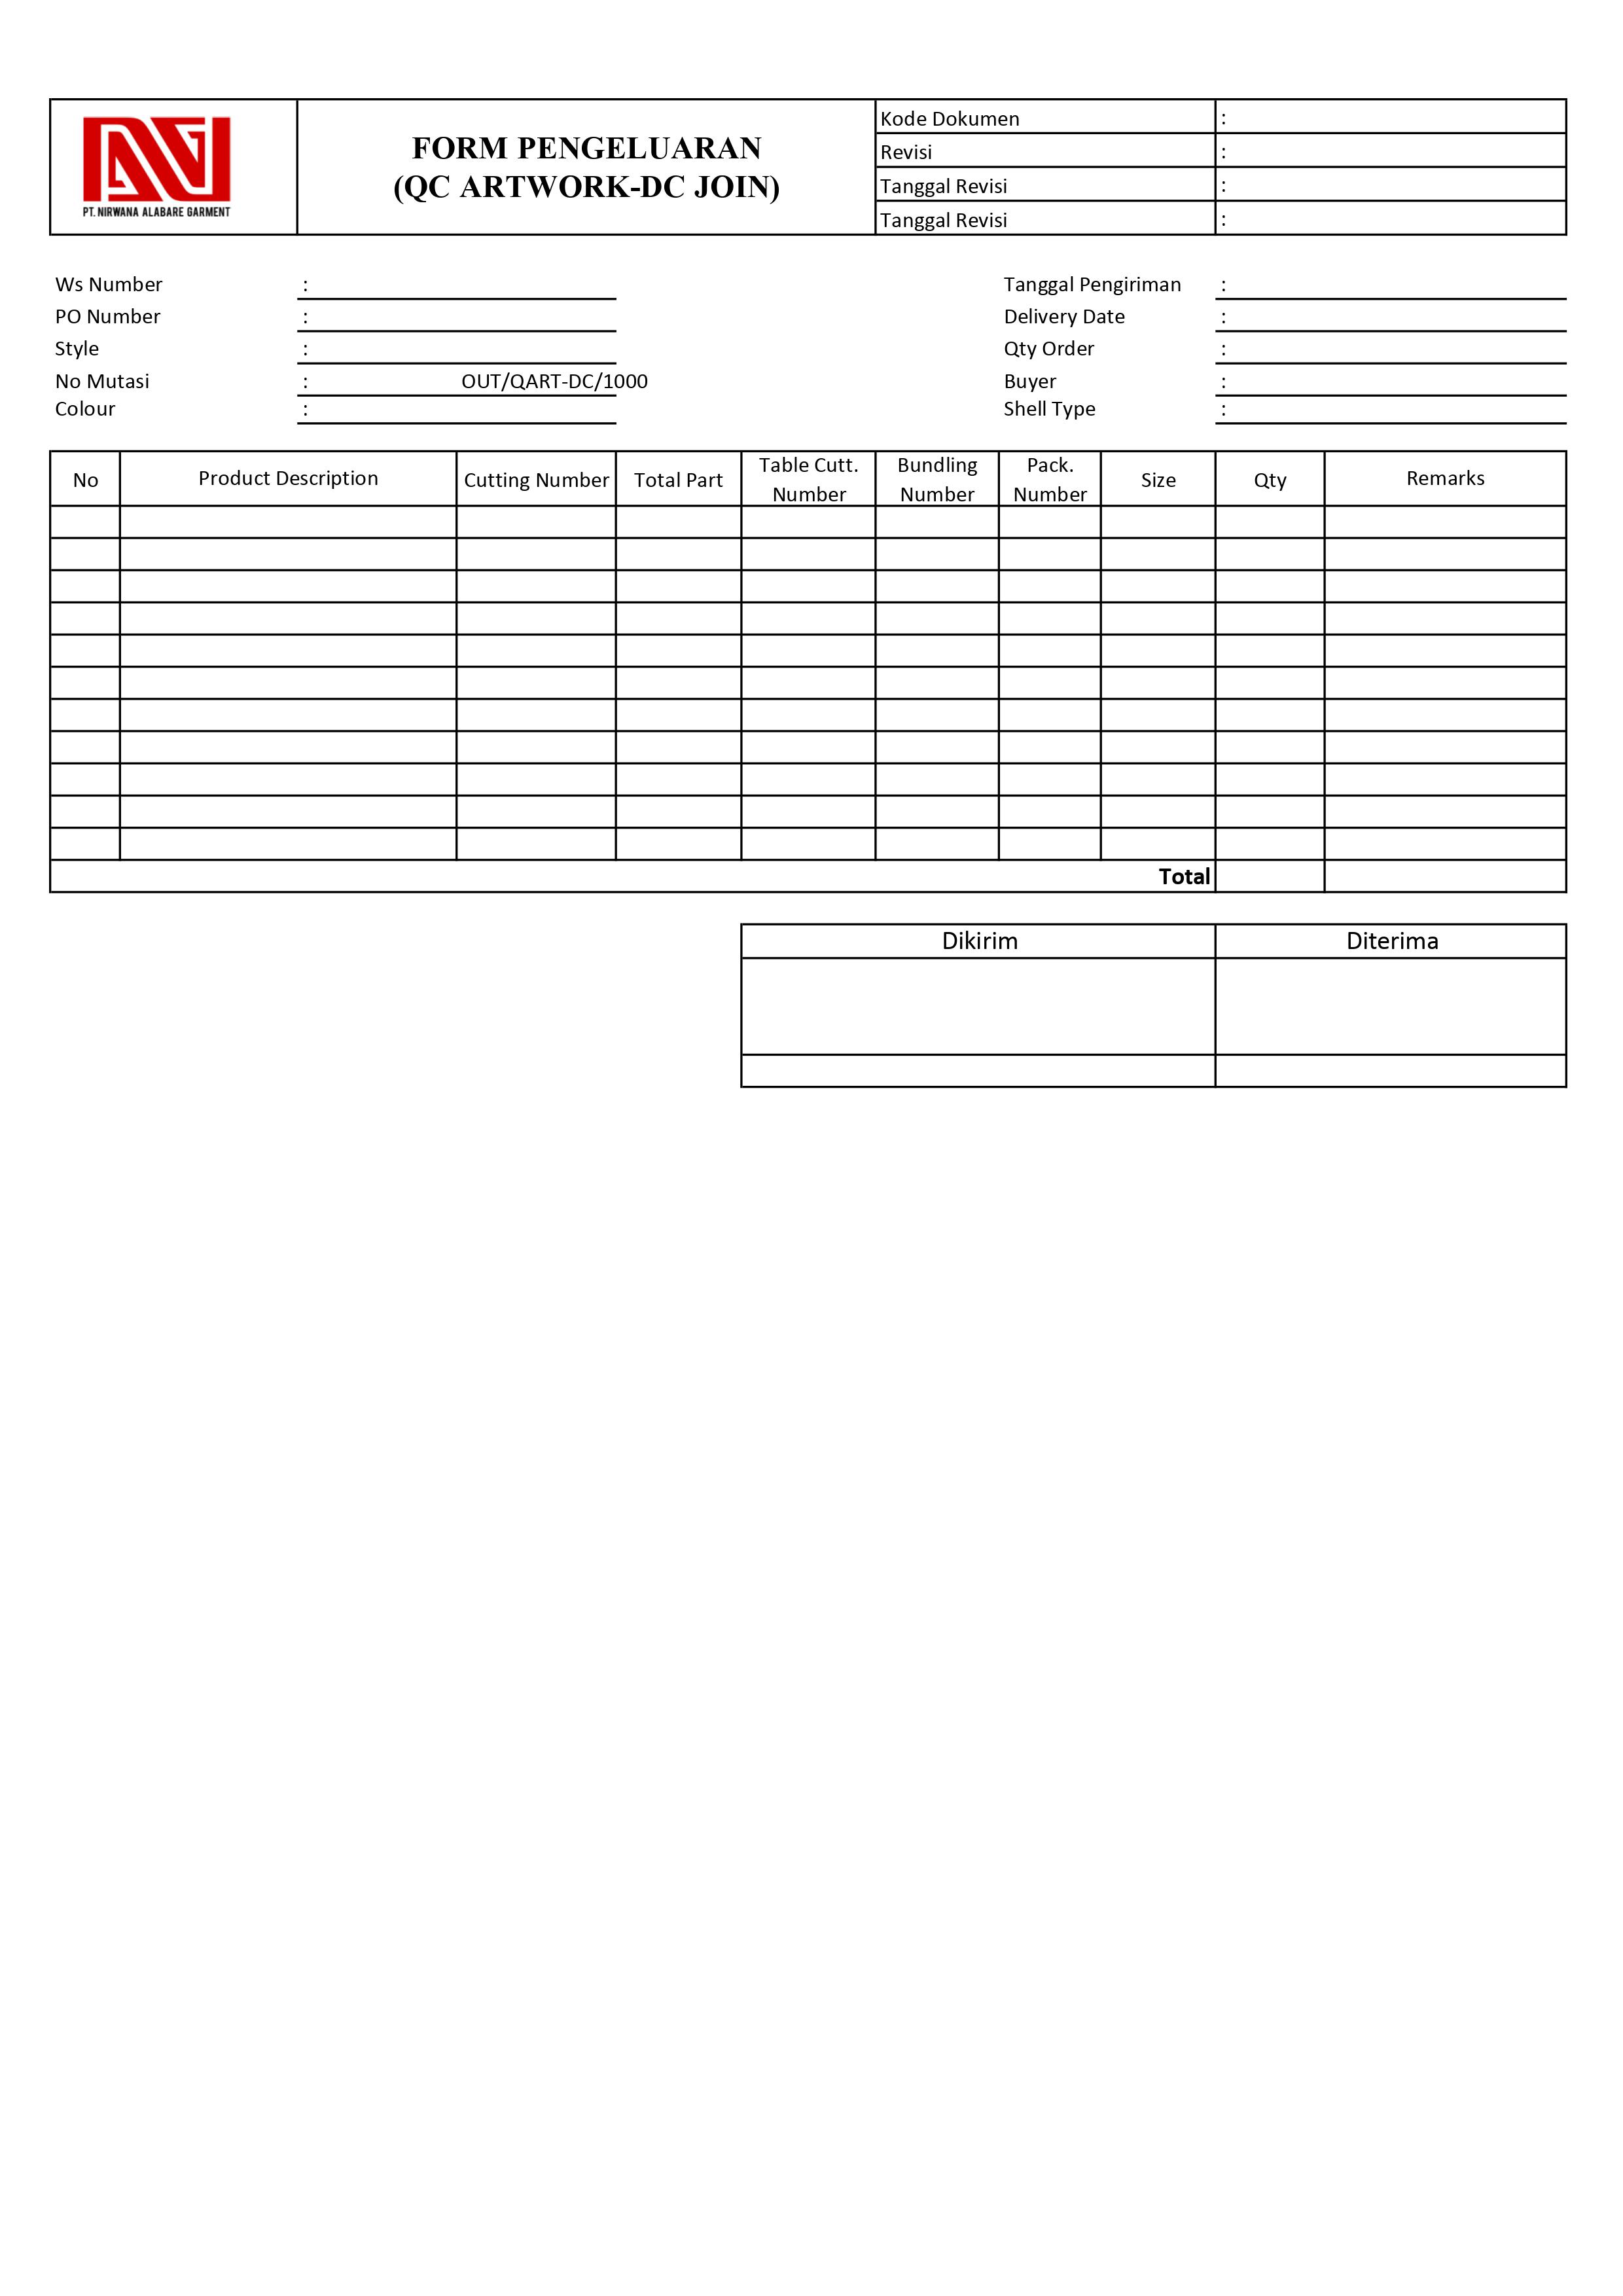 PT. NIRWANA ALABARE GARMENT
FORM PENGELUARAN
(QC ARTWORK-DC JOIN)
Kode Dokumen :
Revisi :
Tanggal Revisi :
Tanggal Revisi :
Ws Number :
PO Number :
Style :
No Mutasi : OUT/QART-DC/1000
Colour :
Tanggal Pengiriman :
Delivery Date :
Qty Order :
Buyer :
Shell Type :
No Product Description Cutting Number Total Part Table Cutt. Number Bundling Number Pack. Number Size Qty Remarks
Total
Dikirim Diterima